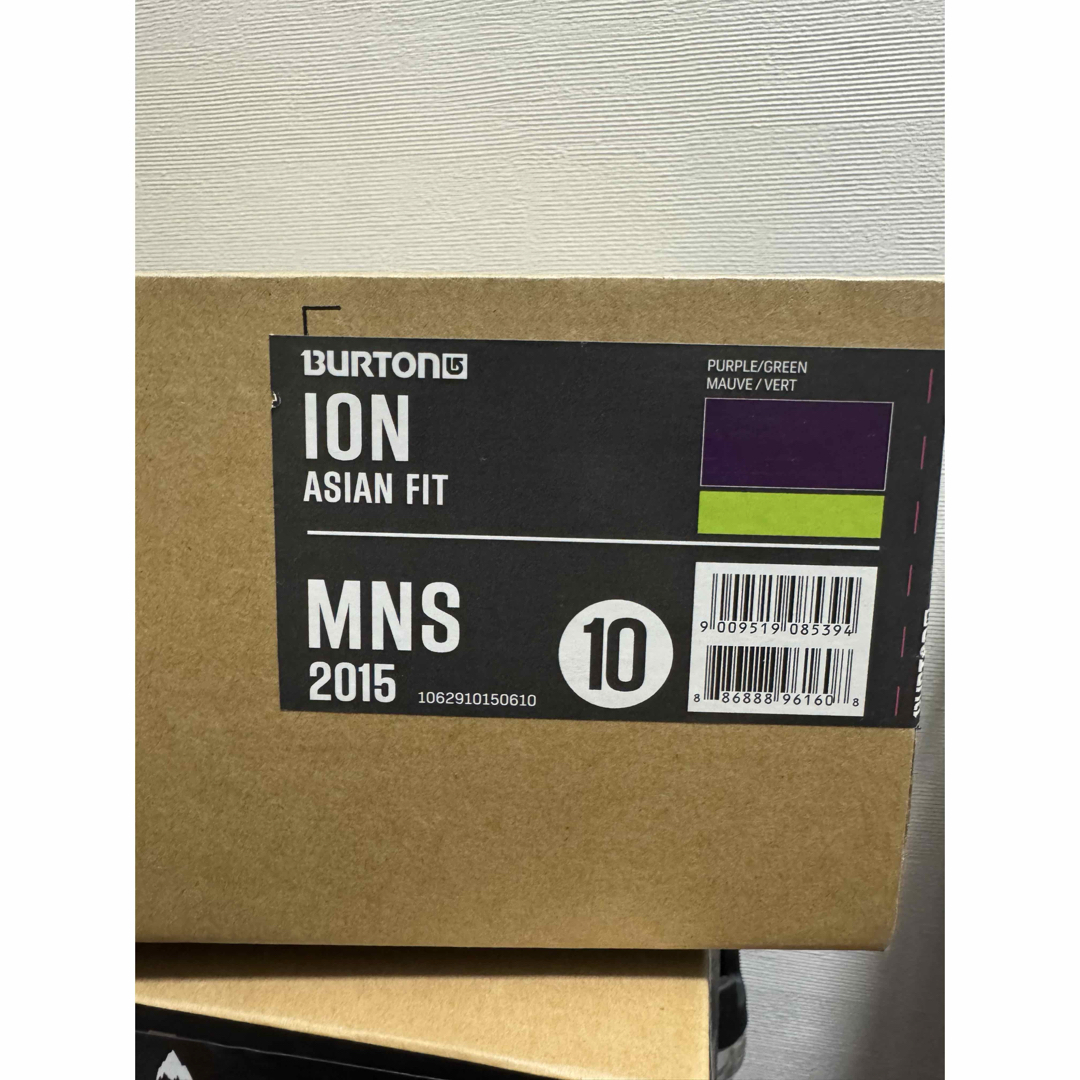 BURTON
ION
ASIAN FIT
PURPLE/GREEN
MAUVE / VERT
MNS
2015
1062910150610
10
9 009519 085394
8 86888 96160 8